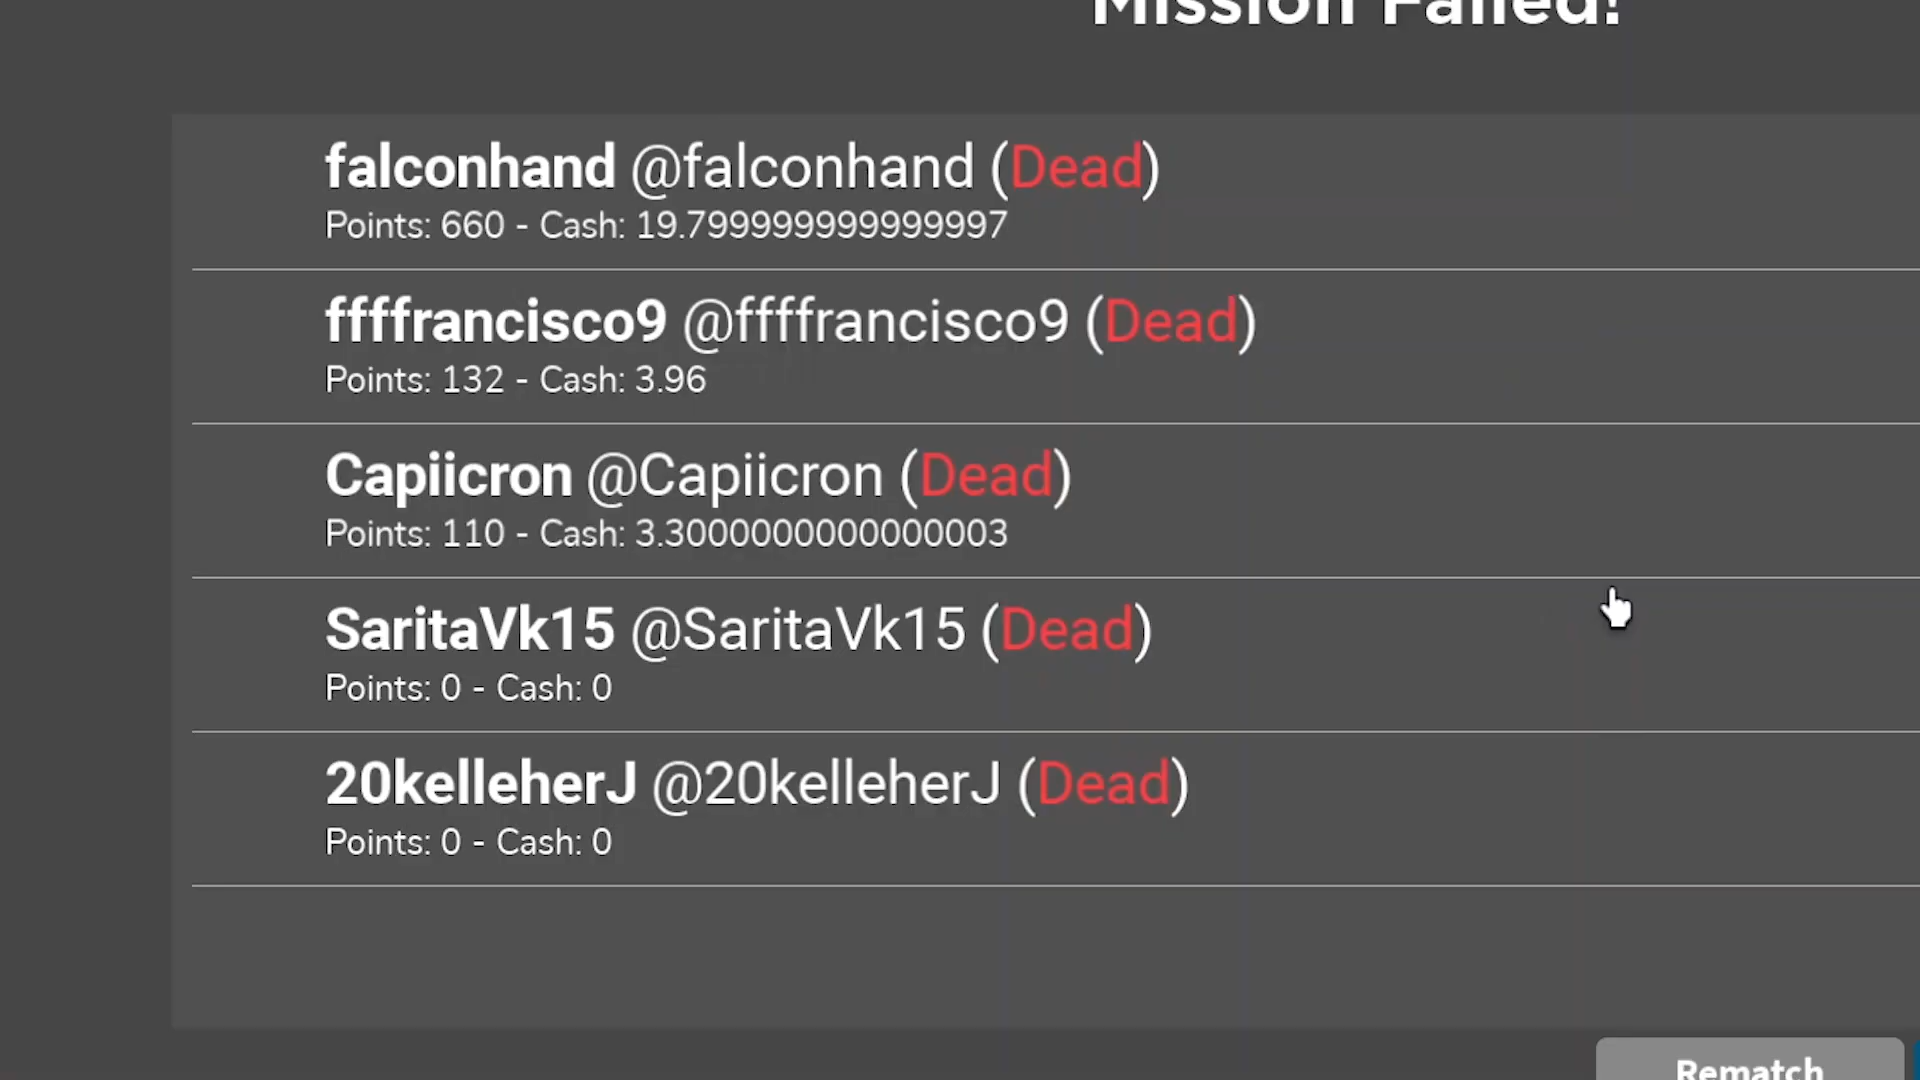 Mission Failed!
falconhand @falconhand (Dead)
Points: 660 - Cash: 19.799999999999997
ffffrancisco9 @ffffrancisco9 (Dead)
Points: 132 - Cash: 3.96
Capiicron @Capiicron (Dead)
Points: 110 - Cash: 3.3000000000000003
SaritaVk15 @SaritaVk15 (Dead)
Points: 0 - Cash: 0
20kelleherJ @20kelleherJ (Dead)
Points: 0 - Cash: 0
Rematch